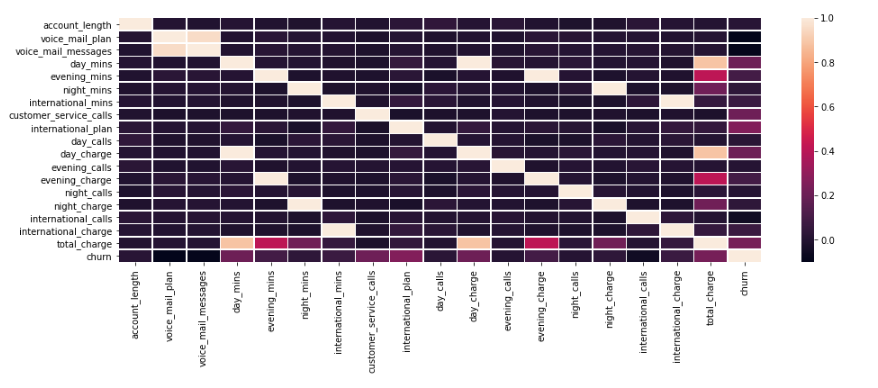 account_length
voice_mail_plan
voice_mail_messages
day_mins
evening_mins
night_mins
international_mins
customer_service_calls
international_plan
day_calls
day_charge
evening_calls
evening_charge
night_calls
night_charge
international_calls
international_charge
total_charge
churn
account_length
voice_mail_plan
voice_mail_messages
day_mins
evening_mins
night_mins
international_mins
customer_service_calls
international_plan
day_calls
day_charge
evening_calls
evening_charge
night_calls
night_charge
international_calls
international_charge
total_charge
churn
1.0
0.8
0.6
0.4
0.2
0.0